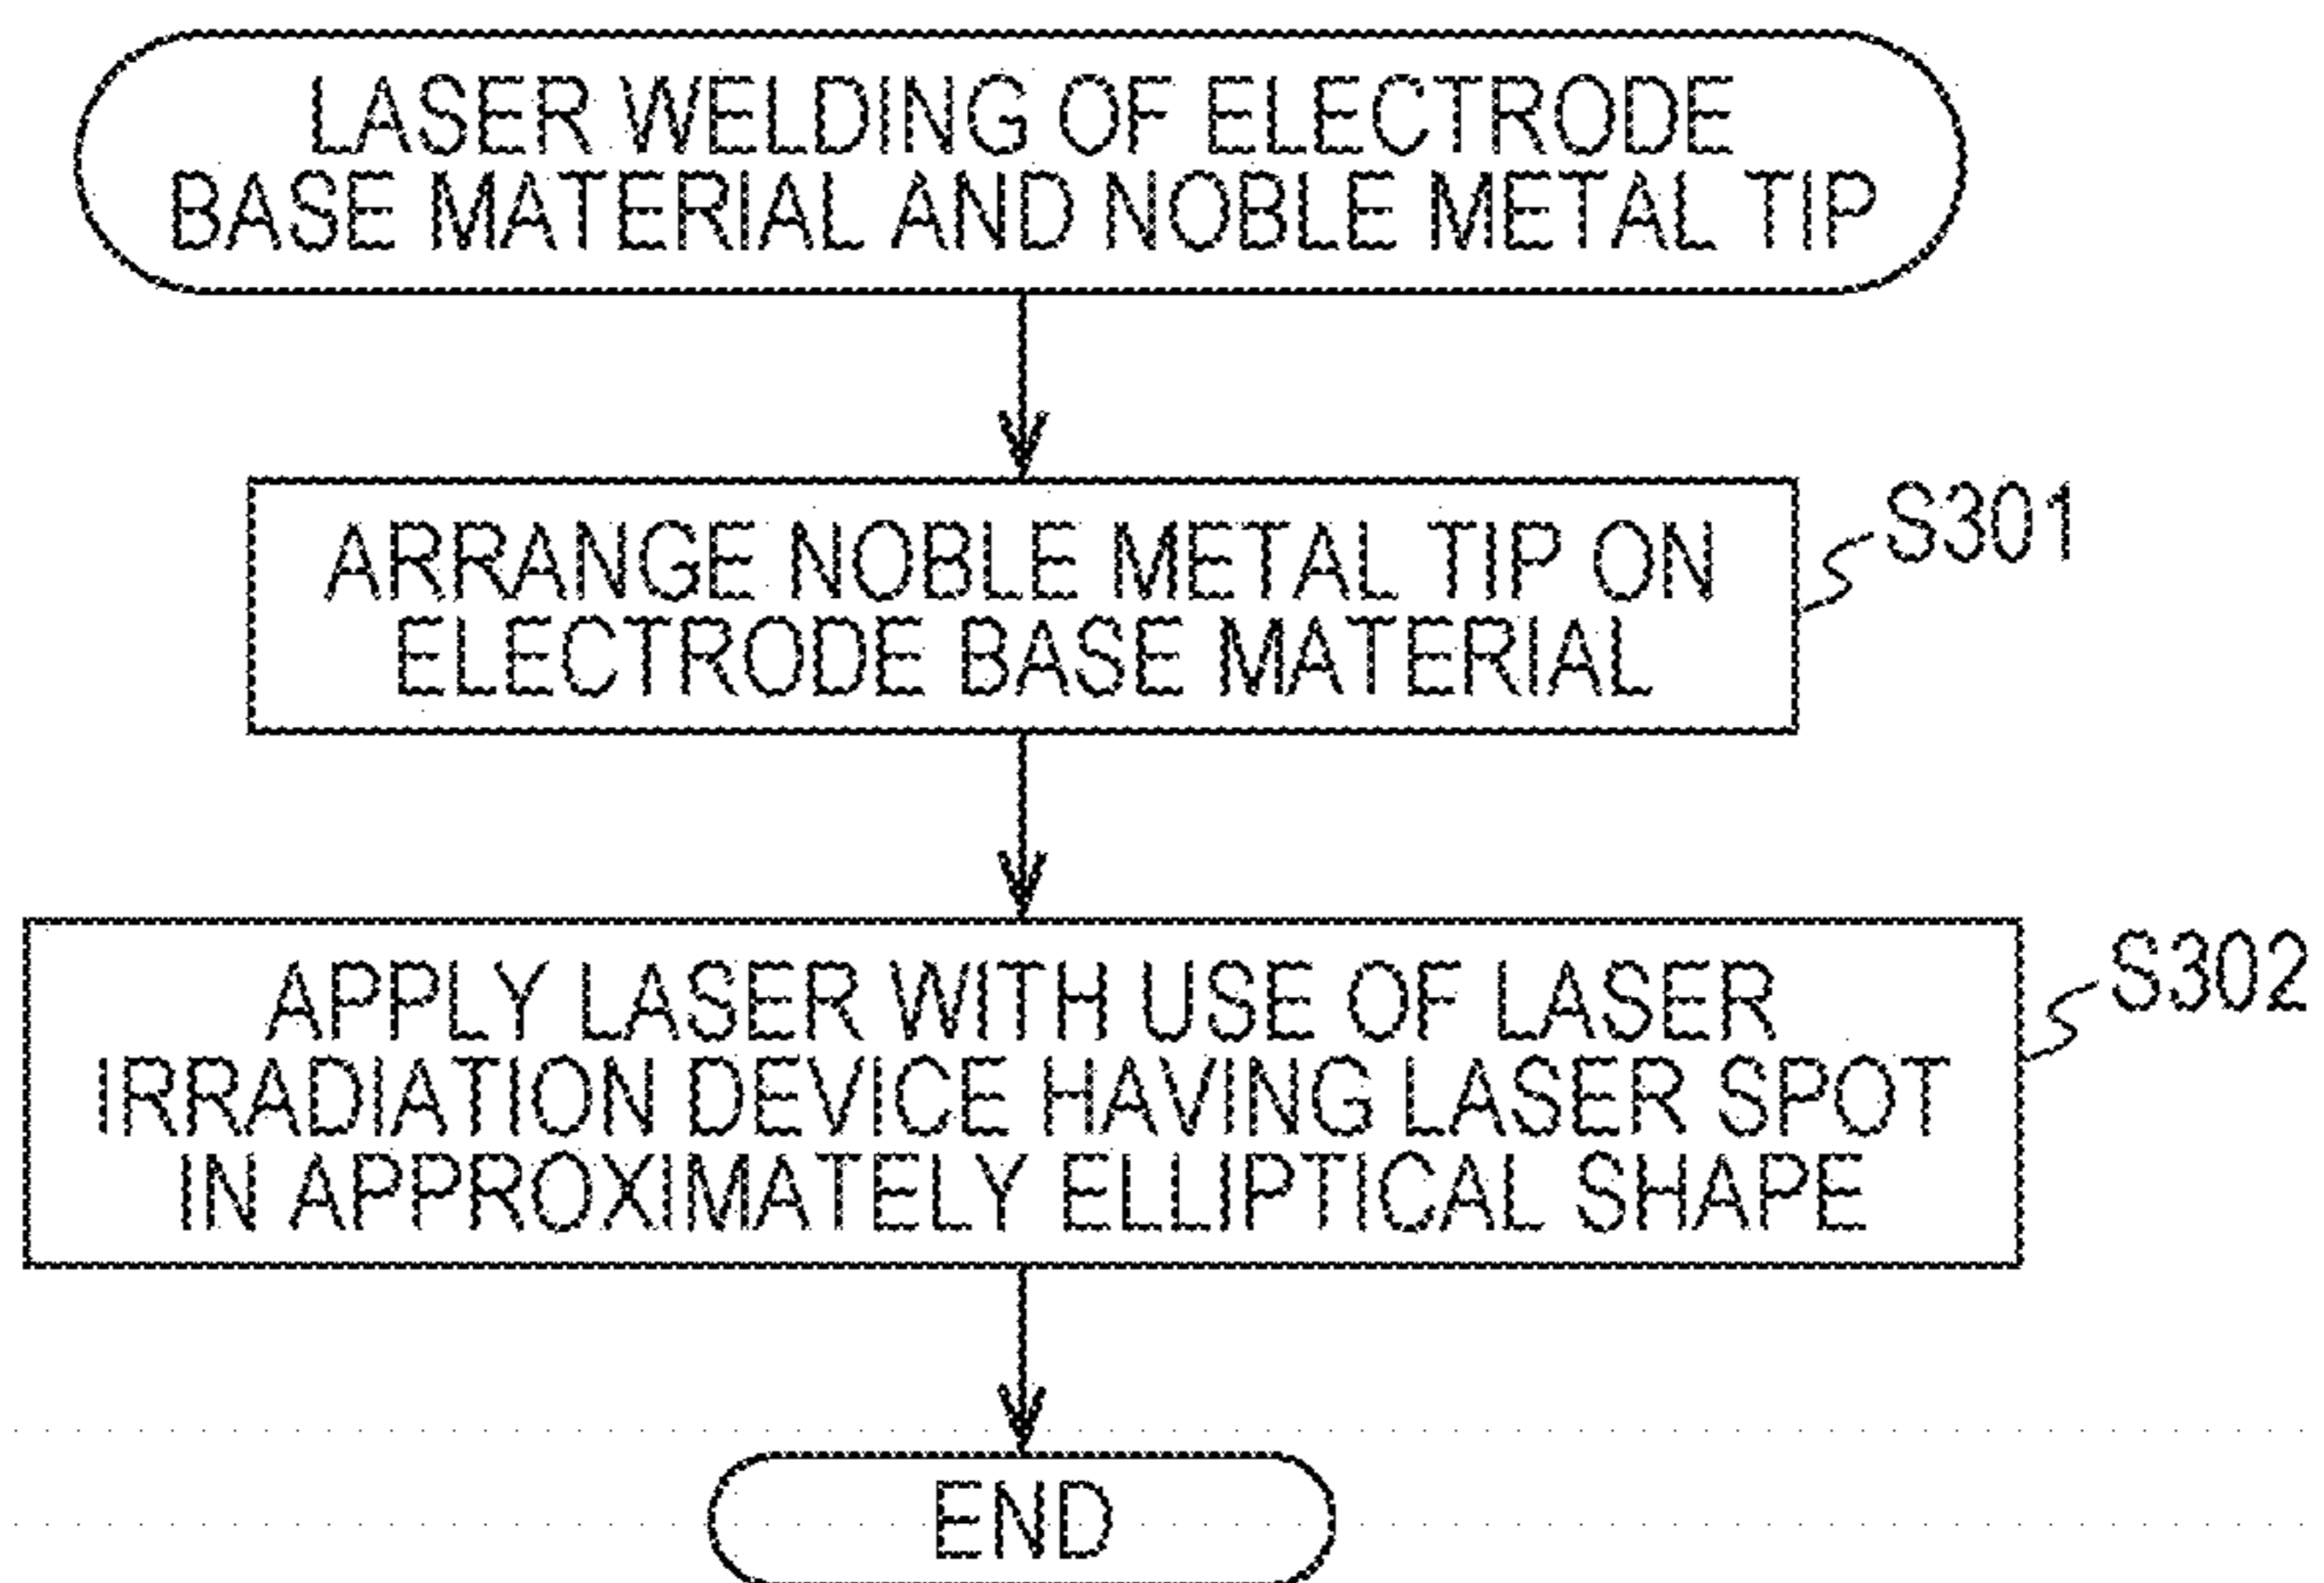 LASER WELDING OF ELECTRODE
BASE MATERIAL AND NOBLE METAL TIP
ARRANGE NOBLE METAL TIP ON
ELECTRODE BASE MATERIAL
S301
APPLY LASER WITH USE OF LASER
IRRADIATION DEVICE HAVING LASER SPOT
IN APPROXIMATELY ELLIPTICAL SHAPE
S302
END